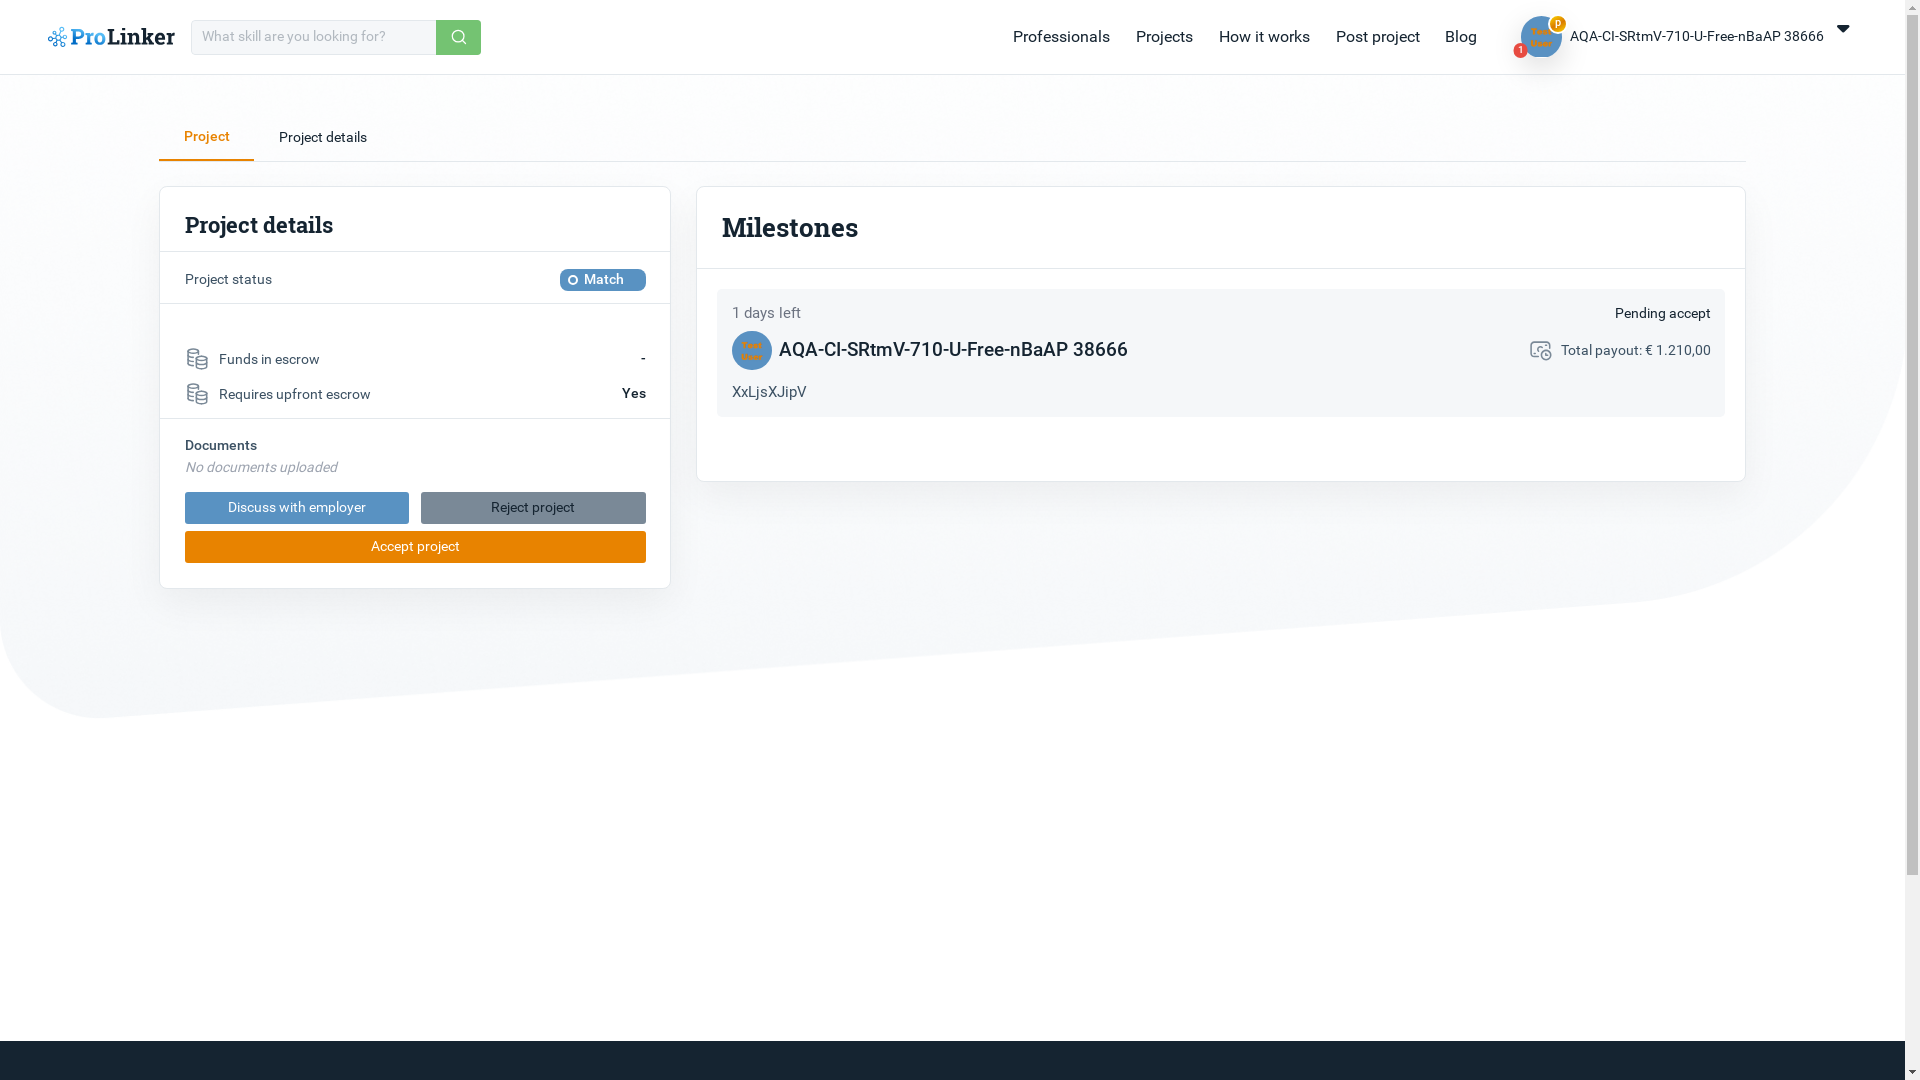 ProLinker
What skill are you looking for?
Professionals
Projects
How it works
Post project
Blog
P
1
AQA-CI-SRtmV-710-U-Free-nBaAP 38666
Project
Project details
Project details
Project status
Match
Funds in escrow
-
Requires upfront escrow
Yes
Documents
No documents uploaded
Discuss with employer
Reject project
Accept project
Milestones
1 days left
Pending accept
Test
User
AQA-CI-SRtmV-710-U-Free-nBaAP 38666
Total payout: € 1.210,00
XxLjsXJipV